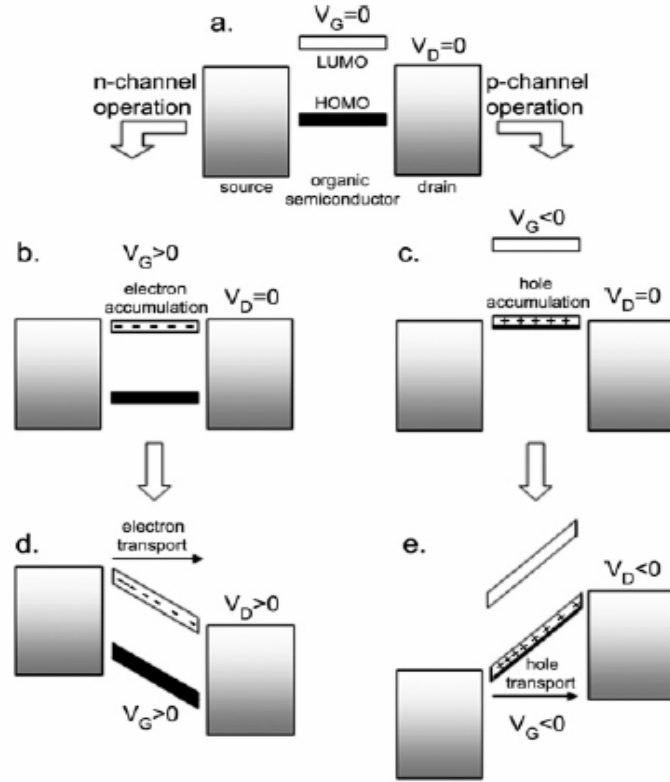 a.
V_G=0
LUMO
V_D=0
n-channel
operation
HOMO
p-channel
operation
source
organic
semiconductor
drain
b.
V_G>0
electron
accumulation
V_D=0
c.
V_G<0
hole
accumulation
V_D=0
d.
electron
transport
V_D>0
V_G>0
e.
V_D<0
hole
transport
V_G<0